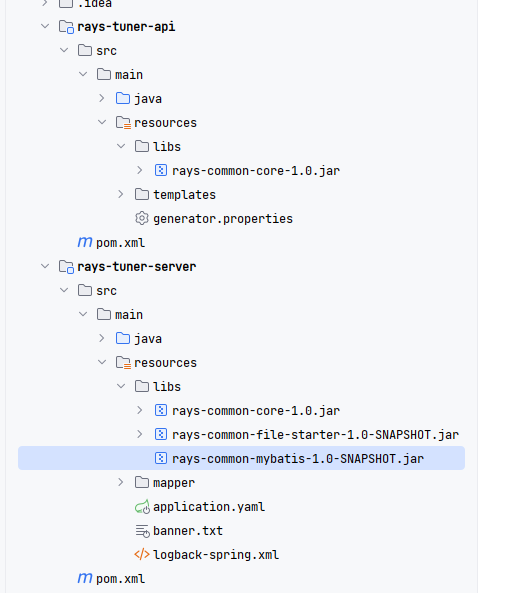 .idea
rays-tuner-api
src
main
java
resources
libs
rays-common-core-1.0.jar
templates
generator.properties
m pom.xml
rays-tuner-server
src
main
java
resources
libs
rays-common-core-1.0.jar
rays-common-file-starter-1.0-SNAPSHOT.jar
rays-common-mybatis-1.0-SNAPSHOT.jar
mapper
application.yaml
banner.txt
</> logback-spring.xml
m pom.xml